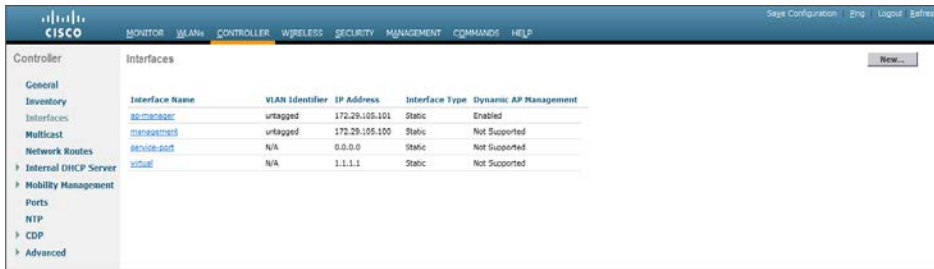 Save Configuration Ping Logout Refres
CISCO
MONITOR WLANs CONTROLLER WIRELESS SECURITY MANAGEMENT COMMANDS HELP
Controller
Interfaces
New...
General
Inventory
Interfaces
Multicast
Network Routes
Internal DHCP Server
Mobility Management
Ports
NTP
CDP
Advanced
Interface Name VLAN Identifier IP Address Interface Type Dynamic AP Management
ap-manager untagged 172.29.105.101 Static Enabled
management untagged 172.29.105.100 Static Not Supported
service-port N/A 0.0.0.0 Static Not Supported
virtual N/A 1.1.1.1 Static Not Supported